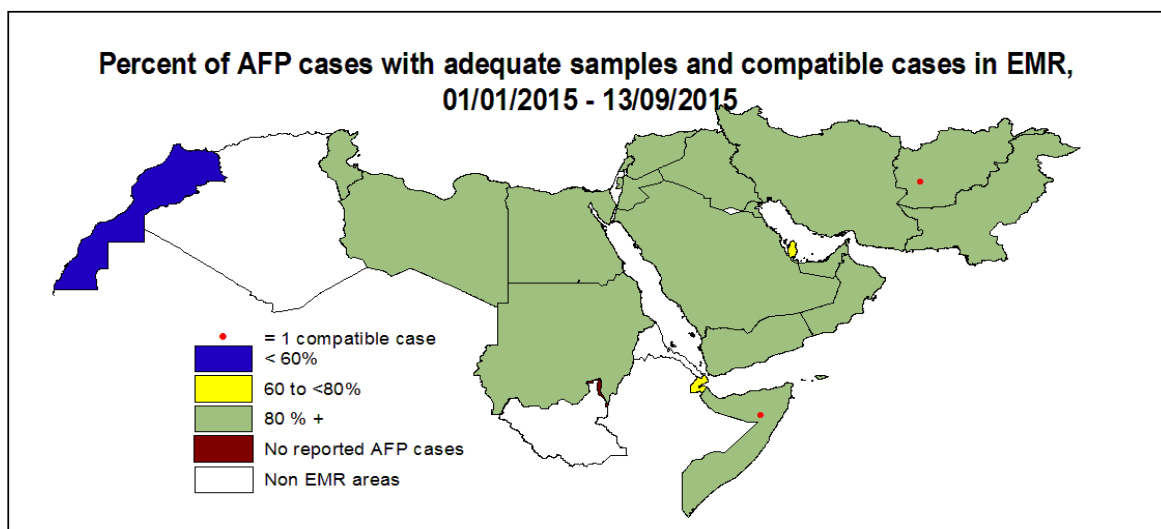 Percent of AFP cases with adequate samples and compatible cases in EMR,
01/01/2015 - 13/09/2015
= 1 compatible case
< 60%
60 to <80%
80 % +
No reported AFP cases
Non EMR areas